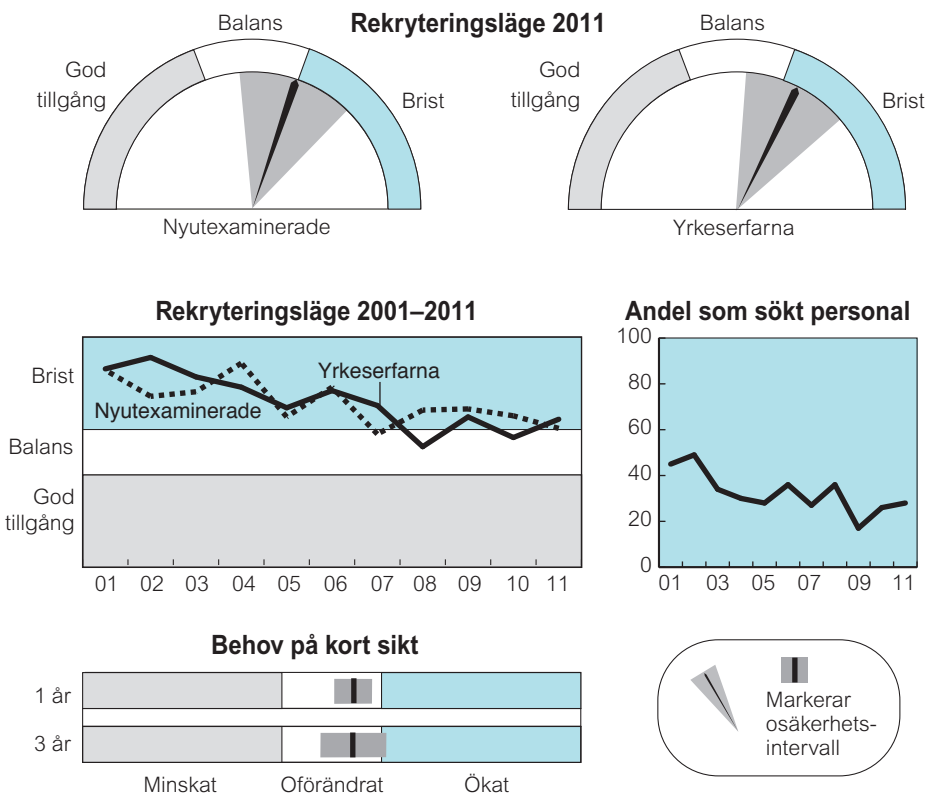 Rekryteringsläge 2011
Balans
God
tillgång
Brist
Nyutexaminerade
Balans
God
tillgång
Brist
Yrkeserfarna
Rekryteringsläge 2001–2011
Brist
Balans
God
tillgång
Yrkeserfarna
Nyutexaminerade
01 02 03 04 05 06 07 08 09 10 11
Andel som sökt personal
100
80
60
40
20
0
01 03 05 07 09 11
Behov på kort sikt
1 år
3 år
Minskat Oförändrat Ökat
Markerar
osäkerhets-
intervall